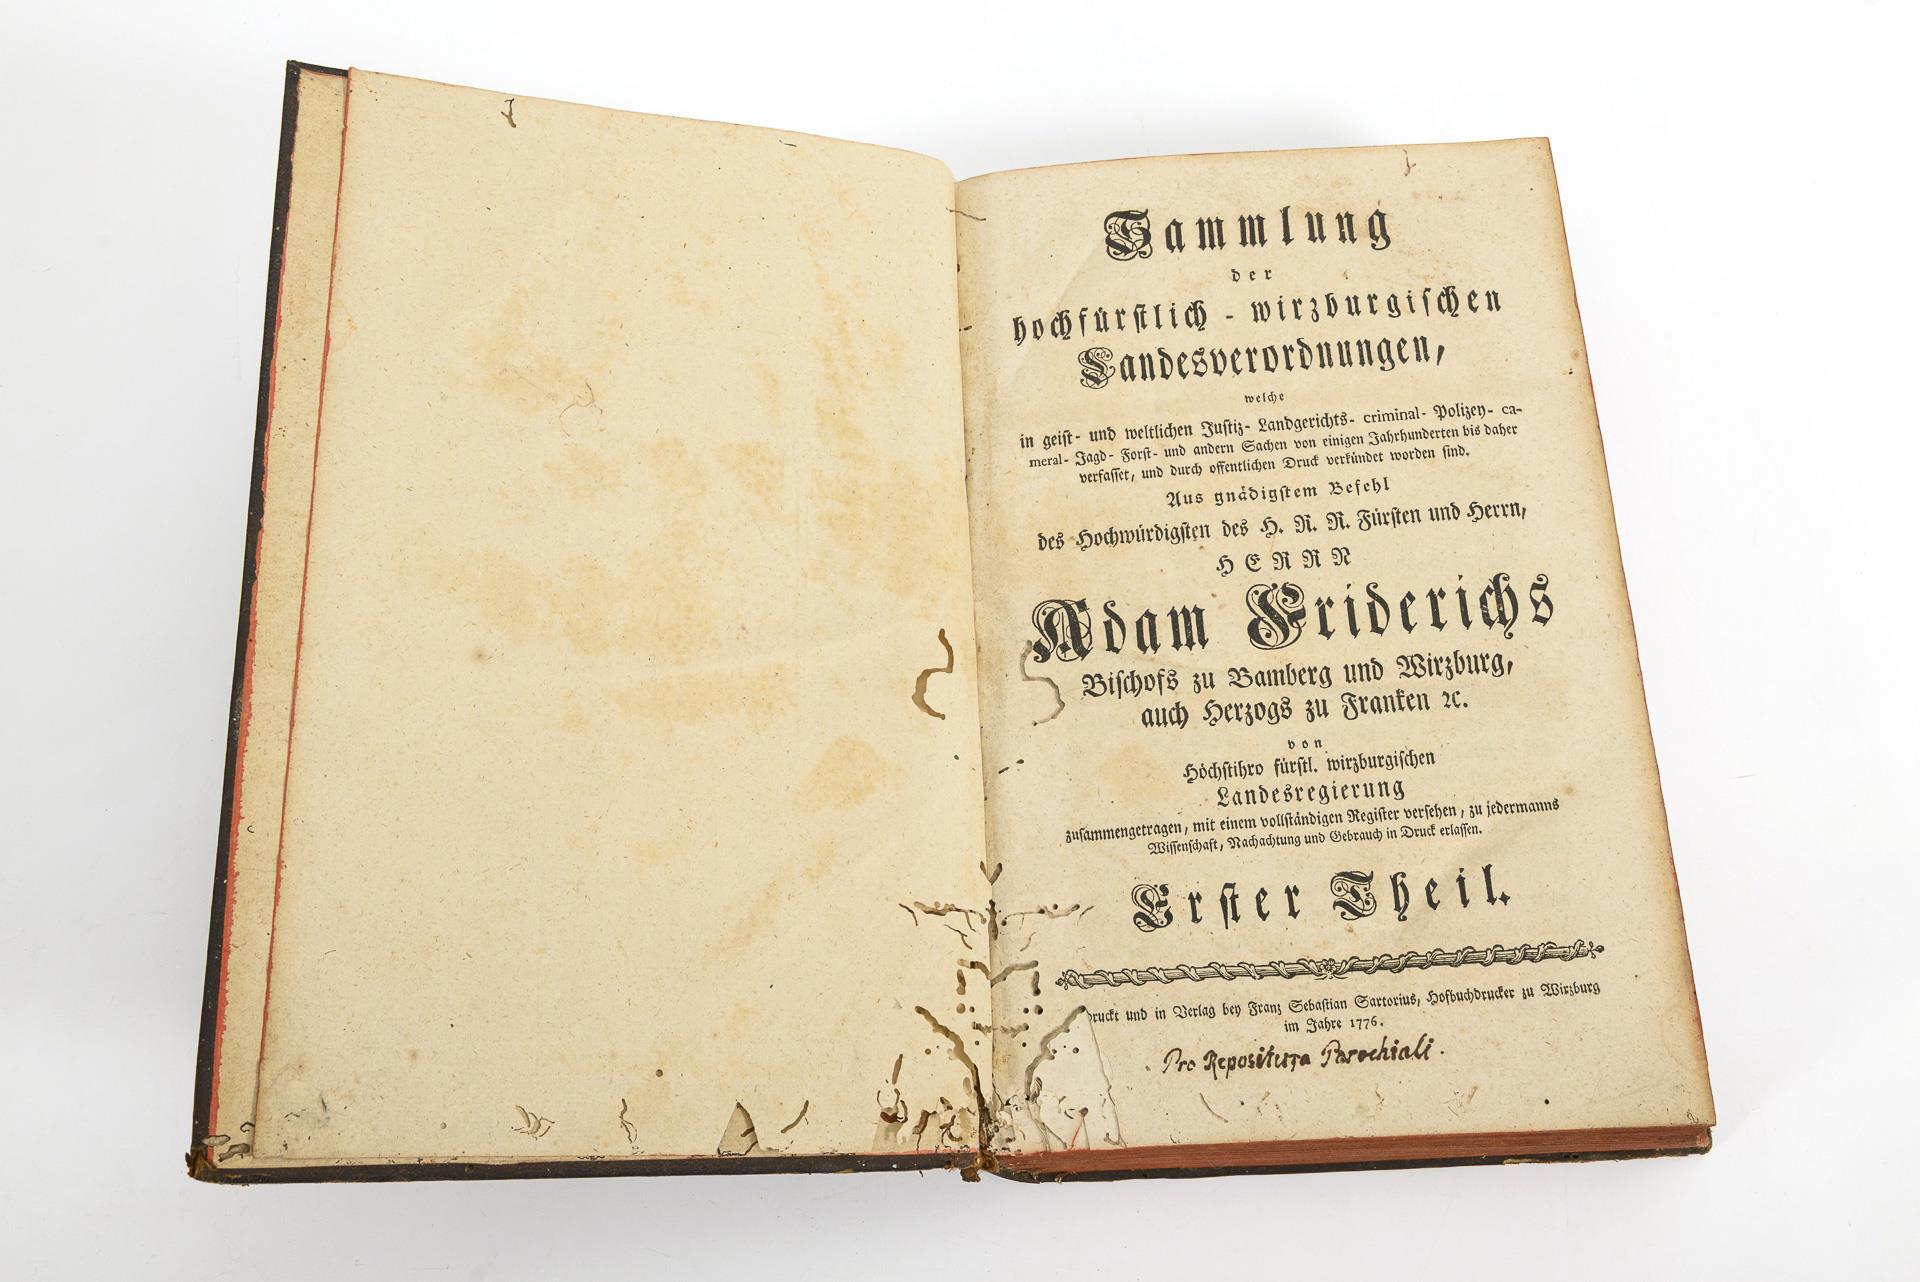 Sammlung
der
hochfürstlich - wirzburgischen
Landesverordnungen,
welche
in geist- und weltlichen Justiz- Landgerichts- criminal- Polizey- ca-
meral- Jagd- Forst- und andern Sachen von einigen Jahrhunderten bis daher
verfasset, und durch offentlichen Druck verkündet worden sind.
Aus gnädigstem Befehl
des Hochwürdigsten des H. R. R. Fürsten und Herrn,
HERRN
Adam Friderichs
Bischofs zu Bamberg und Wirzburg,
auch Herzogs zu Franken ꝛc.
von
Höchstihro fürstl. wirzburgischen
Landesregierung
zusammengetragen, mit einem vollständigen Register versehen, zu jedermanns
Wissenschaft, Nachachtung und Gebrauch in Druck erlassen.
Erster Theil.
druckt und in Verlag bey Franz Sebastian Sartorius, Hofbuchdrucker zu Wirzburg
im Jahre 1776.
Pro Parochiali.